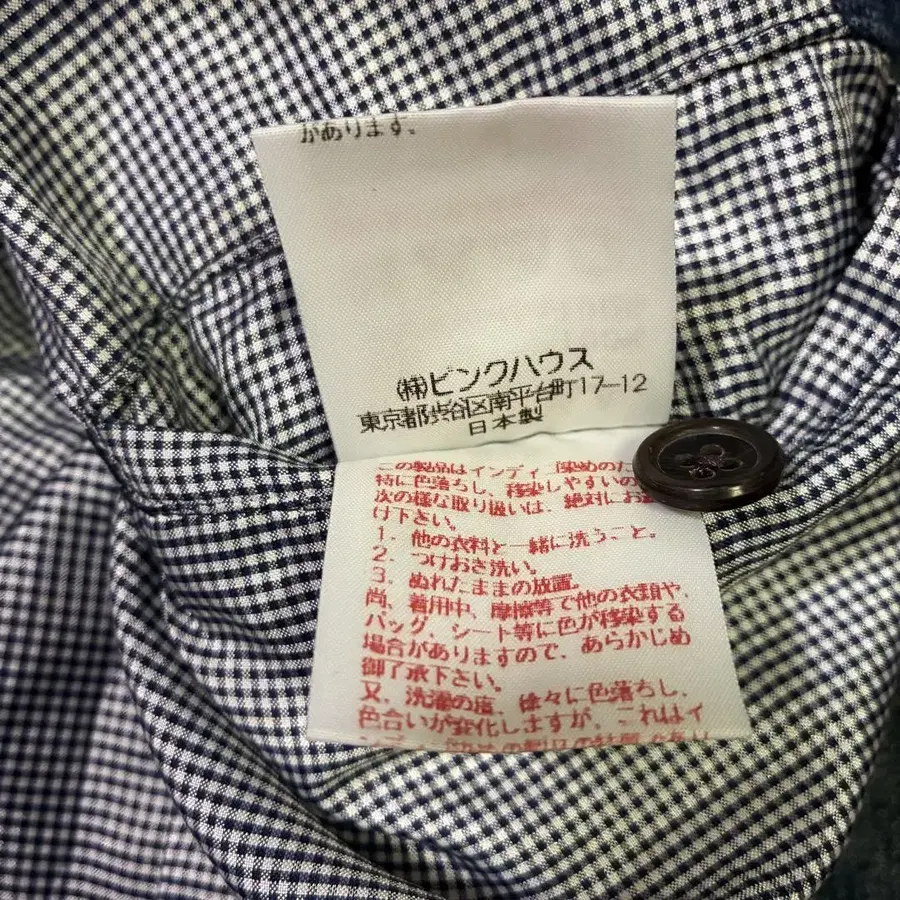 があります。
㈱ピンクハウス
東京都渋谷区南平台町17-12
日本製
この製品はインディ 染めのた
特に色落ちし、移染しやすいの
次の様な取り扱いは、絶対にお
け下さい。
1. 他の衣料と一緒に洗うこと。
2. つけおき洗い。
3. ぬれたままの放置。
尚、着用中、摩擦等で他の衣類や、
バッグ、シート等に色が移染する
場合がありますので、あらかじめ
御了承下さい。
又、洗濯の度、徐々に色落ちし、
色合いが変化しますが、これはイ